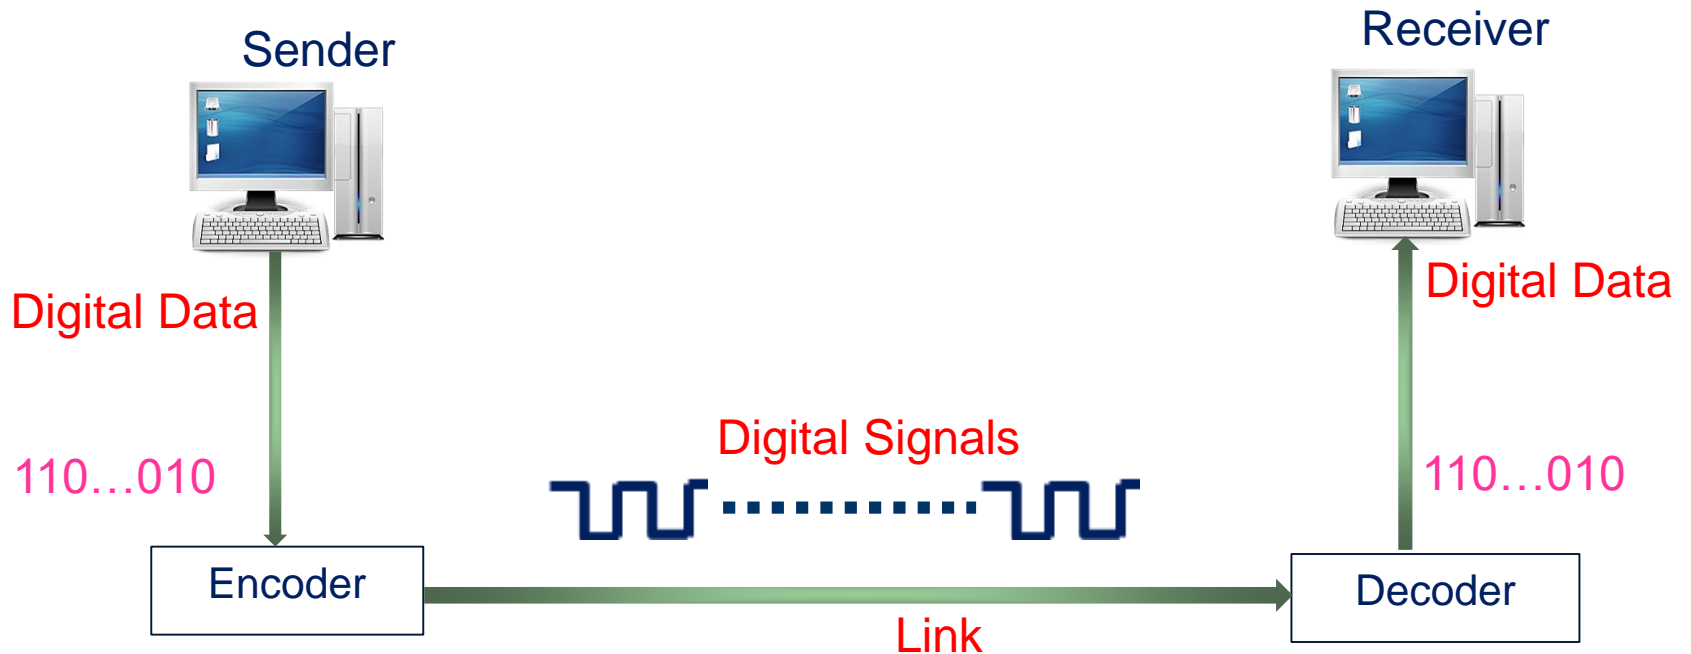 Sender
Receiver
Digital Data
Digital Data
Digital Signals
110…010
110…010
Encoder
Decoder
Link